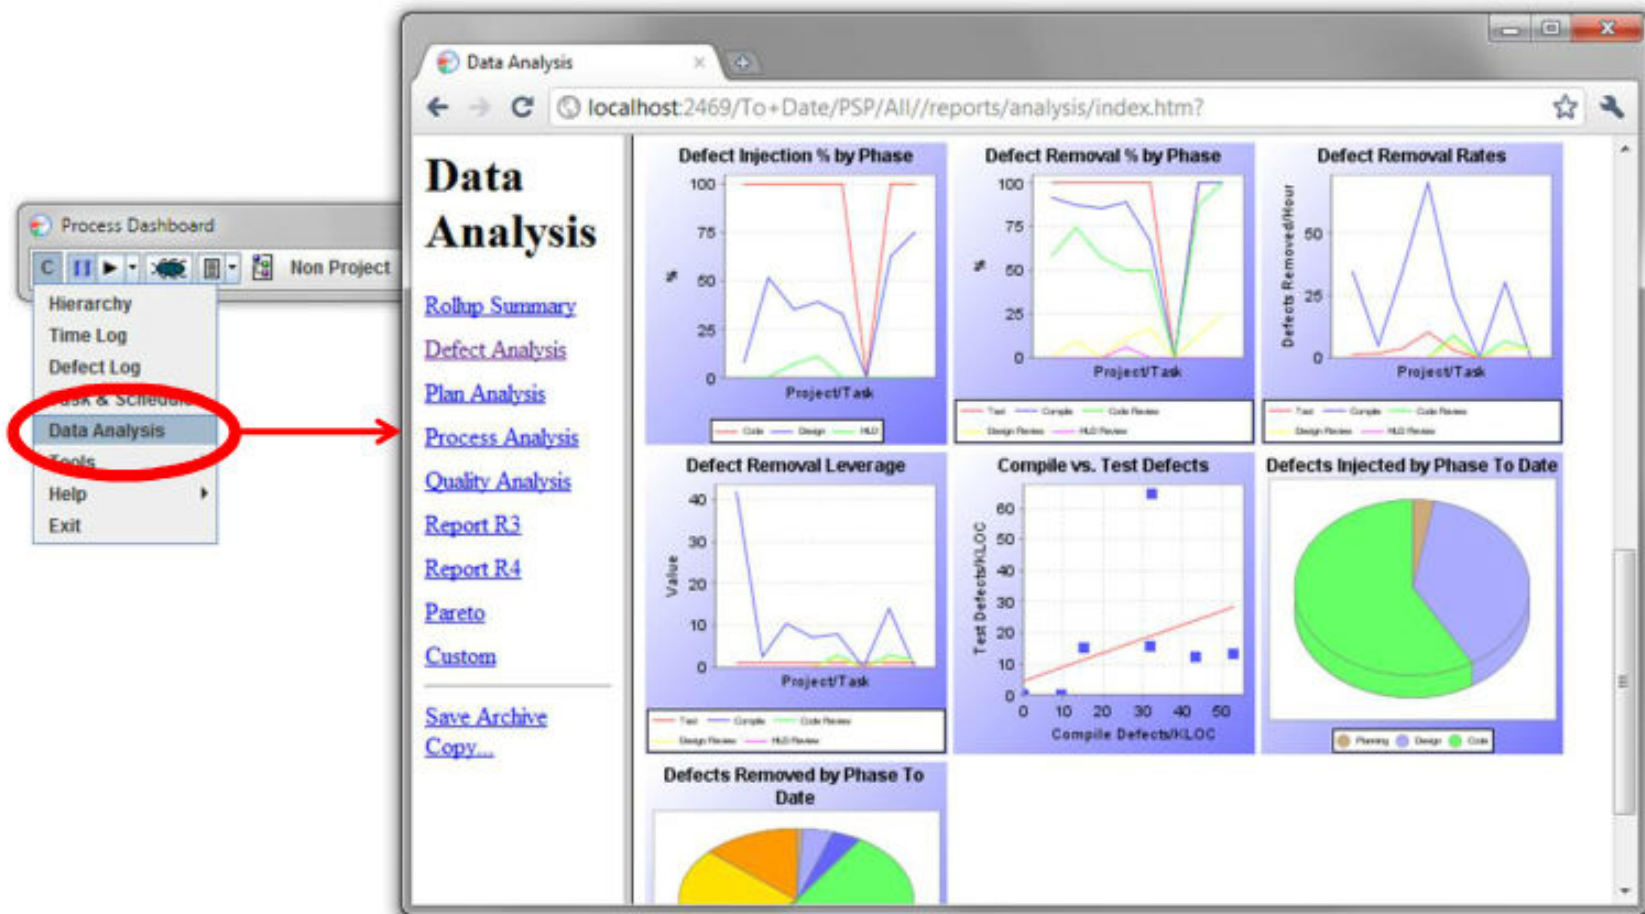 Process Dashboard
C
Non Project
Hierarchy
Time Log
Defect Log
Task & Schedule
Data Analysis
Tools
Help
Exit
Data Analysis
localhost:2469/To+Date/PSP/All//reports/analysis/index.htm?
Data
Analysis
Rollup Summary
Defect Analysis
Plan Analysis
Process Analysis
Quality Analysis
Report R3
Report R4
Pareto
Custom
Save Archive
Copy...
Defect Injection % by Phase
100
75
50
25
0
%
Project/Task
Code Design HLD
Defect Removal % by Phase
100
75
50
25
0
%
Project/Task
Test Compile Code Review
Design Review HLD Review
Defect Removal Rates
Defects Removed/Hour
50
25
0
Project/Task
Test Compile Code Review
Design Review HLD Review
Defect Removal Leverage
Value
40
30
20
10
0
Project/Task
Test Compile Code Review
Design Review HLD Review
Compile vs. Test Defects
Test Defects/KLOC
60
50
40
30
20
10
0
0 10 20 30 40 50
Compile Defects/KLOC
Defects Injected by Phase To Date
Planning Design Code
Defects Removed by Phase To
Date